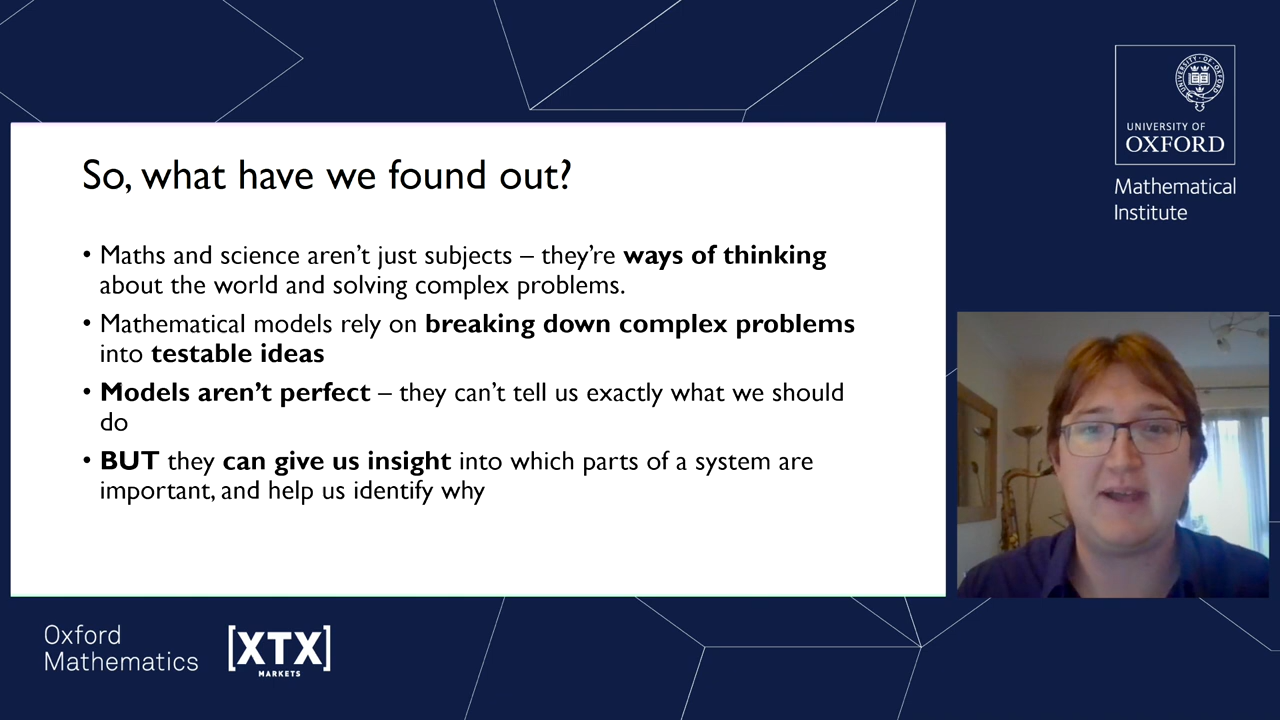 So, what have we found out?
• Maths and science aren't just subjects – they're ways of thinking
about the world and solving complex problems.
• Mathematical models rely on breaking down complex problems
into testable ideas
• Models aren't perfect – they can't tell us exactly what we should
do
• BUT they can give us insight into which parts of a system are
important, and help us identify why
UNIVERSITY OF OXFORD
UNIVERSITY OF
OXFORD
Mathematical
Institute
Oxford
Mathematics
[XTX]
MARKETS